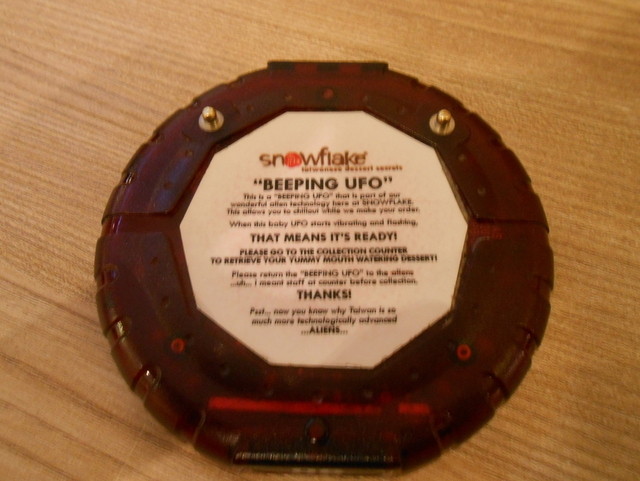 snowflake
taiwanese dessert secrets
"BEEPING UFO"
This is a "BEEPING UFO" that is part of our
wonderful alien technology here at SNOWFLAKE.
This allows you to chillout while we make your order.
When this baby UFO starts vibrating and flashing,
THAT MEANS IT'S READY!
PLEASE GO TO THE COLLECTION COUNTER
TO RETRIEVE YOUR YUMMY MOUTH WATERING DESSERT!
Please return the "BEEPING UFO" to the aliens
...uh... I meant staff at counter before collection.
THANKS!
Psst... now you know why Taiwan is so
much more technologically advanced
...ALIENS...